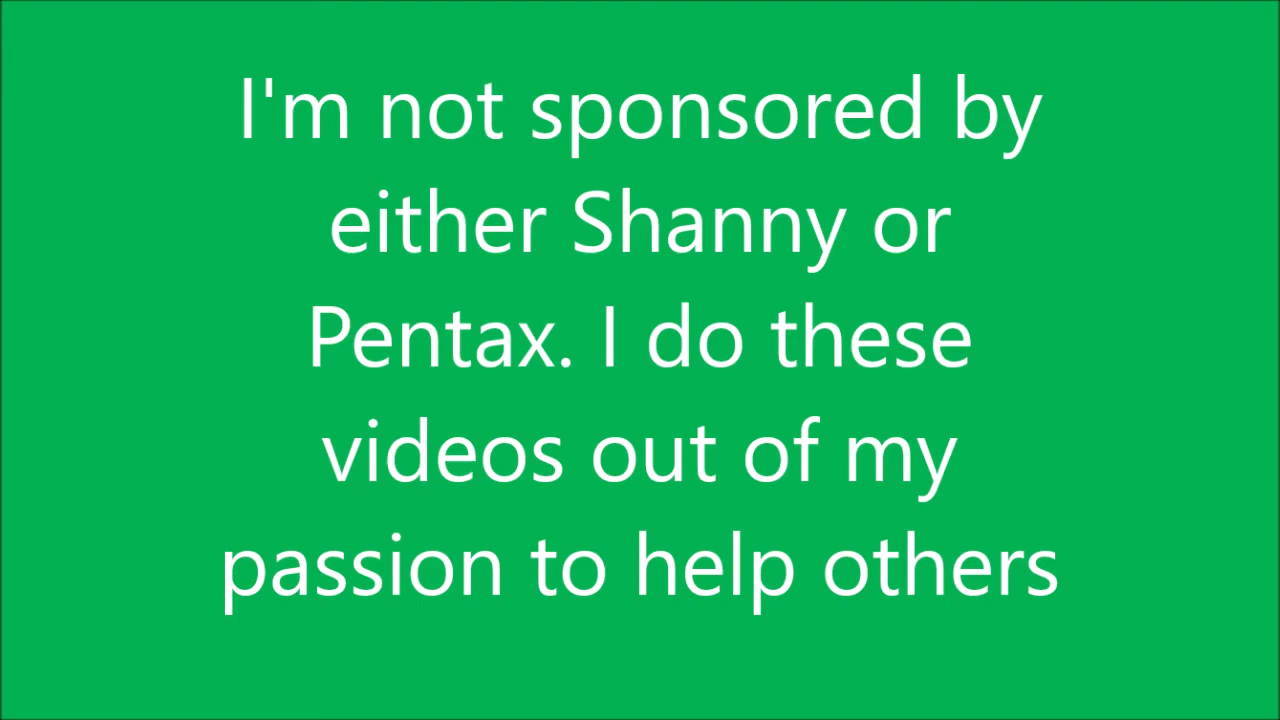 I'm not sponsored by
either Shanny or
Pentax. I do these
videos out of my
passion to help others